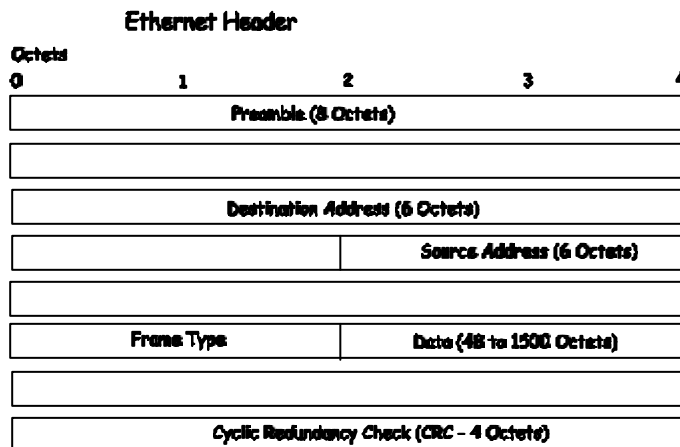 Ethernet Header
Octets
0 1 2 3 4
Preamble (8 Octets)
Destination Address (6 Octets)
Source Address (6 Octets)
Frame Type
Data (48 to 1500 Octets)
Cyclic Redundancy Check (CRC - 4 Octets)